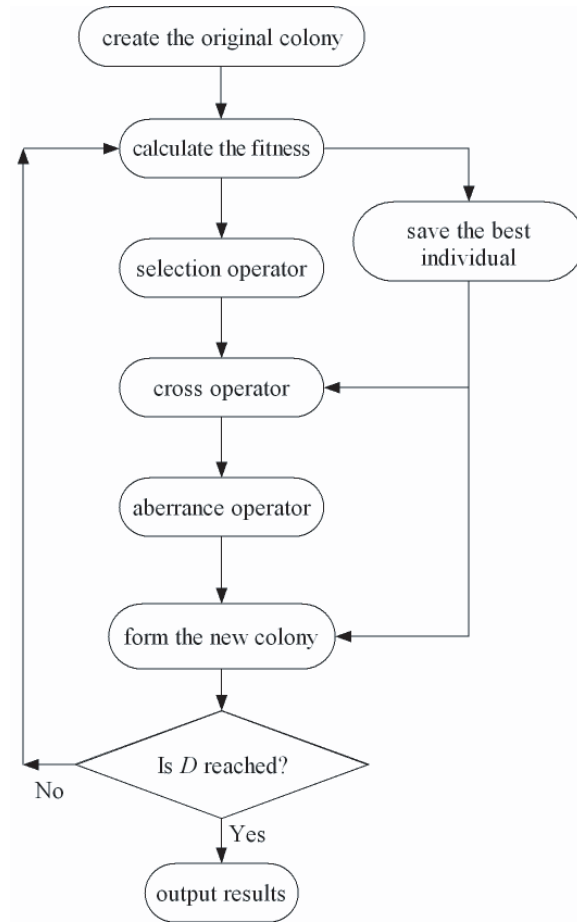 create the original colony
calculate the fitness
save the best
individual
selection operator
cross operator
aberrance operator
form the new colony
Is D reached?
No
Yes
output results